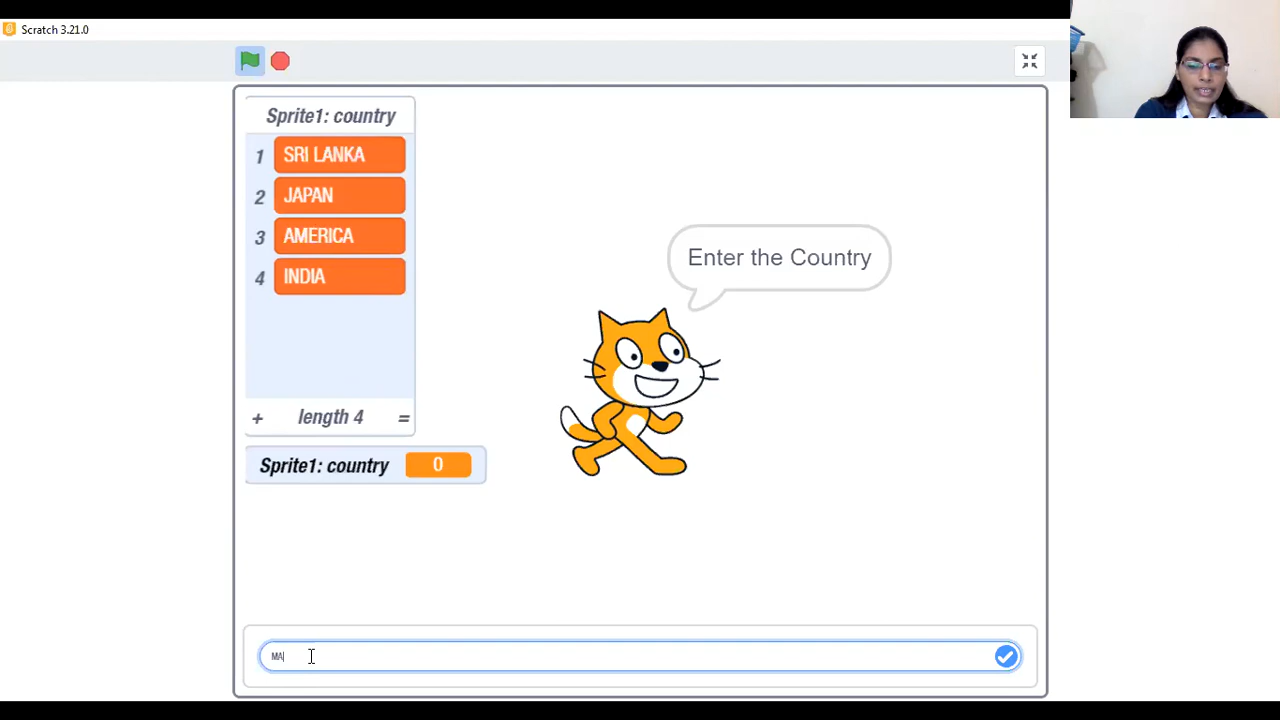 Scratch 3.21.0
Sprite1: country
1 SRI LANKA
2 JAPAN
3 AMERICA
4 INDIA
+ length 4 =
Sprite1: country 0
Enter the Country
MA